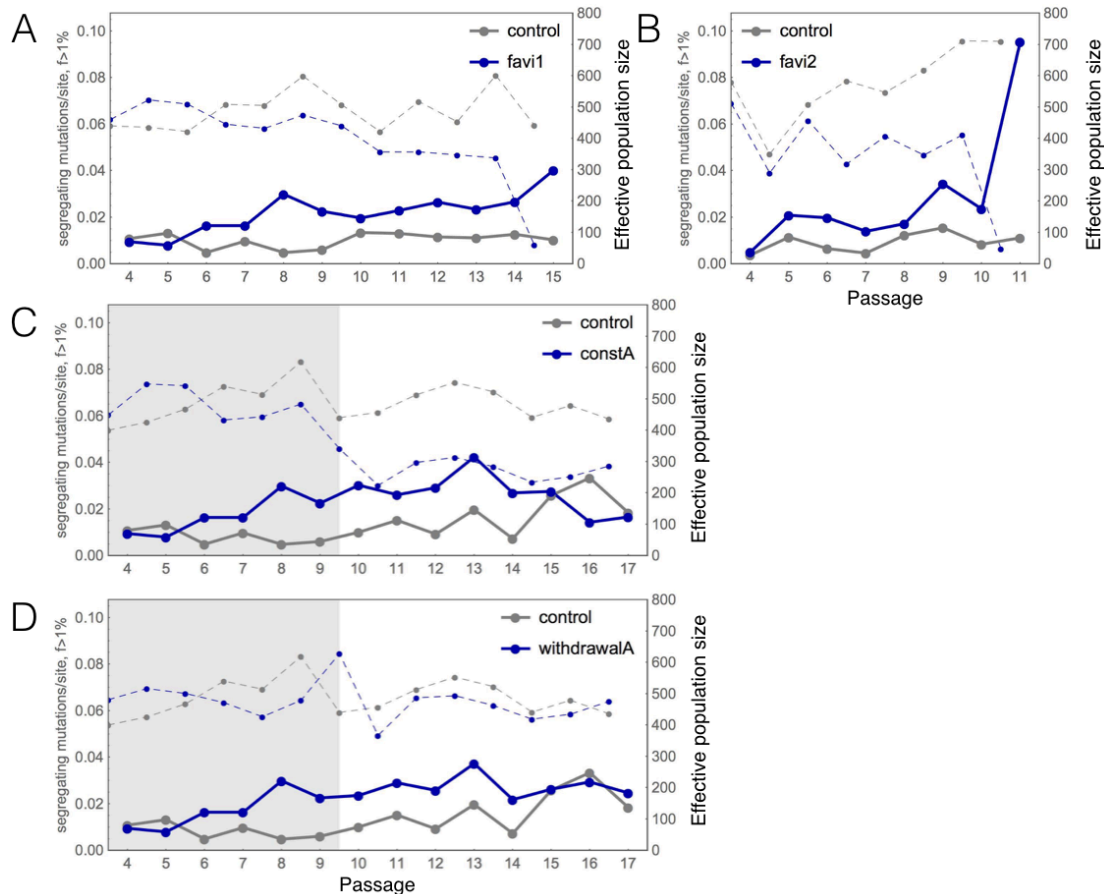 A
segregating mutations/site, f>1%
0.10
0.08
0.06
0.04
0.02
0.00
control
favi1
800
700
600
500
400
300
200
100
0
Effective population size
4 5 6 7 8 9 10 11 12 13 14 15
B
segregating mutations/site, f>1%
0.10
0.08
0.06
0.04
0.02
0.00
control
favi2
800
700
600
500
400
300
200
100
0
Effective population size
4 5 6 7 8 9 10 11
Passage
C
segregating mutations/site, f>1%
0.10
0.08
0.06
0.04
0.02
0.00
control
constA
800
700
600
500
400
300
200
100
0
Effective population size
4 5 6 7 8 9 10 11 12 13 14 15 16 17
D
segregating mutations/site, f>1%
0.10
0.08
0.06
0.04
0.02
0.00
control
withdrawalA
800
700
600
500
400
300
200
100
0
Effective population size
4 5 6 7 8 9 10 11 12 13 14 15 16 17
Passage